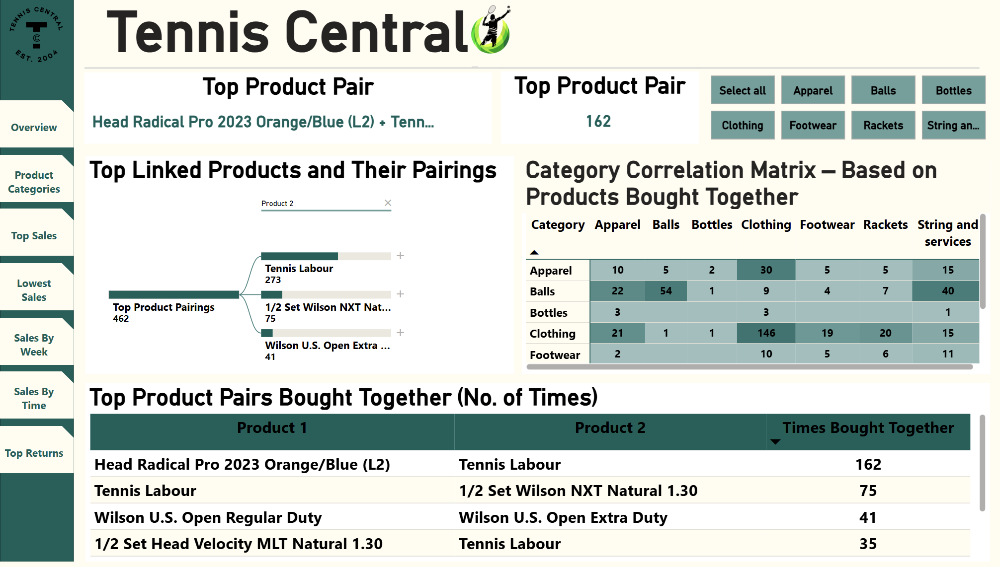 TENNIS CENTRAL
T
C
EST. 2004
Tennis Central
Overview
Product
Categories
Top Sales
Lowest
Sales
Sales By
Week
Sales By
Time
Top Returns
Top Product Pair
Head Radical Pro 2023 Orange/Blue (L2) + Tenn...
Top Product Pair
162
Select all Apparel Balls Bottles
Clothing Footwear Rackets String an...
Top Linked Products and Their Pairings
Product 2
Tennis Labour
273
Top Product Pairings
462
1/2 Set Wilson NXT Nat...
75
Wilson U.S. Open Extra ...
41
Category Correlation Matrix – Based on
Products Bought Together
Category Apparel Balls Bottles Clothing Footwear Rackets String and
services
Apparel 10 5 2 30 5 5 15
Balls 22 54 1 9 4 7 40
Bottles 3 3 1
Clothing 21 1 1 146 19 20 15
Footwear 2 10 5 6 11
Top Product Pairs Bought Together (No. of Times)
Product 1 Product 2 Times Bought Together
Head Radical Pro 2023 Orange/Blue (L2) Tennis Labour 162
Tennis Labour 1/2 Set Wilson NXT Natural 1.30 75
Wilson U.S. Open Regular Duty Wilson U.S. Open Extra Duty 41
1/2 Set Head Velocity MLT Natural 1.30 Tennis Labour 35